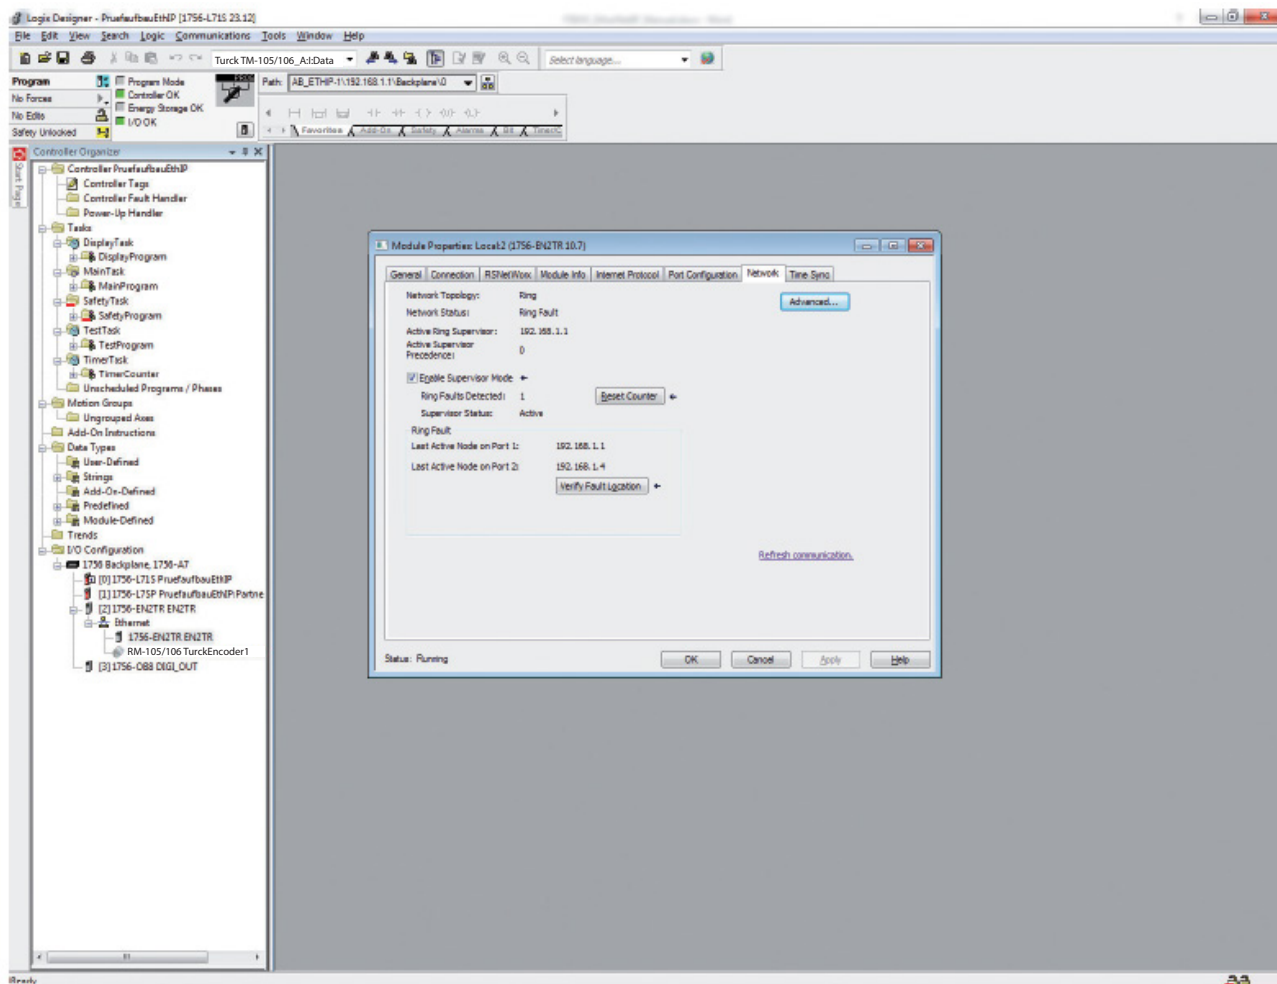 Logix Designer - PruefaufbauEthIP [1756-L71S 23.12]
File Edit View Search Logic Communications Tools Window Help
Turck TM-105/106_A:I:Data
Select language...
Program
Program Mode
Path: AB_ETHIP-1\192.168.1.1\Backplane\0
No Forces
Controller OK
No Edits
Energy Storage OK
Safety Unlocked
I/O OK
Favorites Add-On Safety Alarms Bit Timer/C
Start Page
Controller Organizer
Controller PruefaufbauEthIP
Controller Tags
Controller Fault Handler
Power-Up Handler
Tasks
DisplayTask
DisplayProgram
MainTask
MainProgram
SafetyTask
SafetyProgram
TestTask
TestProgram
TimerTask
TimerCounter
Unscheduled Programs / Phases
Motion Groups
Ungrouped Axes
Add-On Instructions
Data Types
User-Defined
Strings
Add-On-Defined
Predefined
Module-Defined
Trends
I/O Configuration
1756 Backplane, 1756-A7
[0] 1756-L71S PruefaufbauEthIP
[1] 1756-L7SP PruefaufbauEthIP:Partne
[2] 1756-EN2TR EN2TR
Ethernet
1756-EN2TR EN2TR
RM-105/106 TurckEncoder1
[3] 1756-OB8 DIGI_OUT
Module Properties: Local:2 (1756-EN2TR 10.7)
General Connection RSNetWorx Module Info Internet Protocol Port Configuration Network Time Sync
Network Topology: Ring
Advanced...
Network Status: Ring Fault
Active Ring Supervisor: 192.168.1.1
Active Supervisor Precedence: 0
Enable Supervisor Mode
Ring Faults Detected: 1
Reset Counter
Supervisor Status: Active
Ring Fault
Last Active Node on Port 1: 192.168.1.1
Last Active Node on Port 2: 192.168.1.4
Verify Fault Location
Refresh communication.
Status: Running
OK Cancel Apply Help
Ready